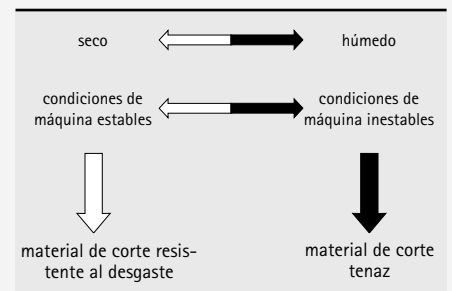 seco
húmedo
condiciones de
máquina estables
condiciones de
máquina inestables
material de corte resis-
tente al desgaste
material de corte
tenaz